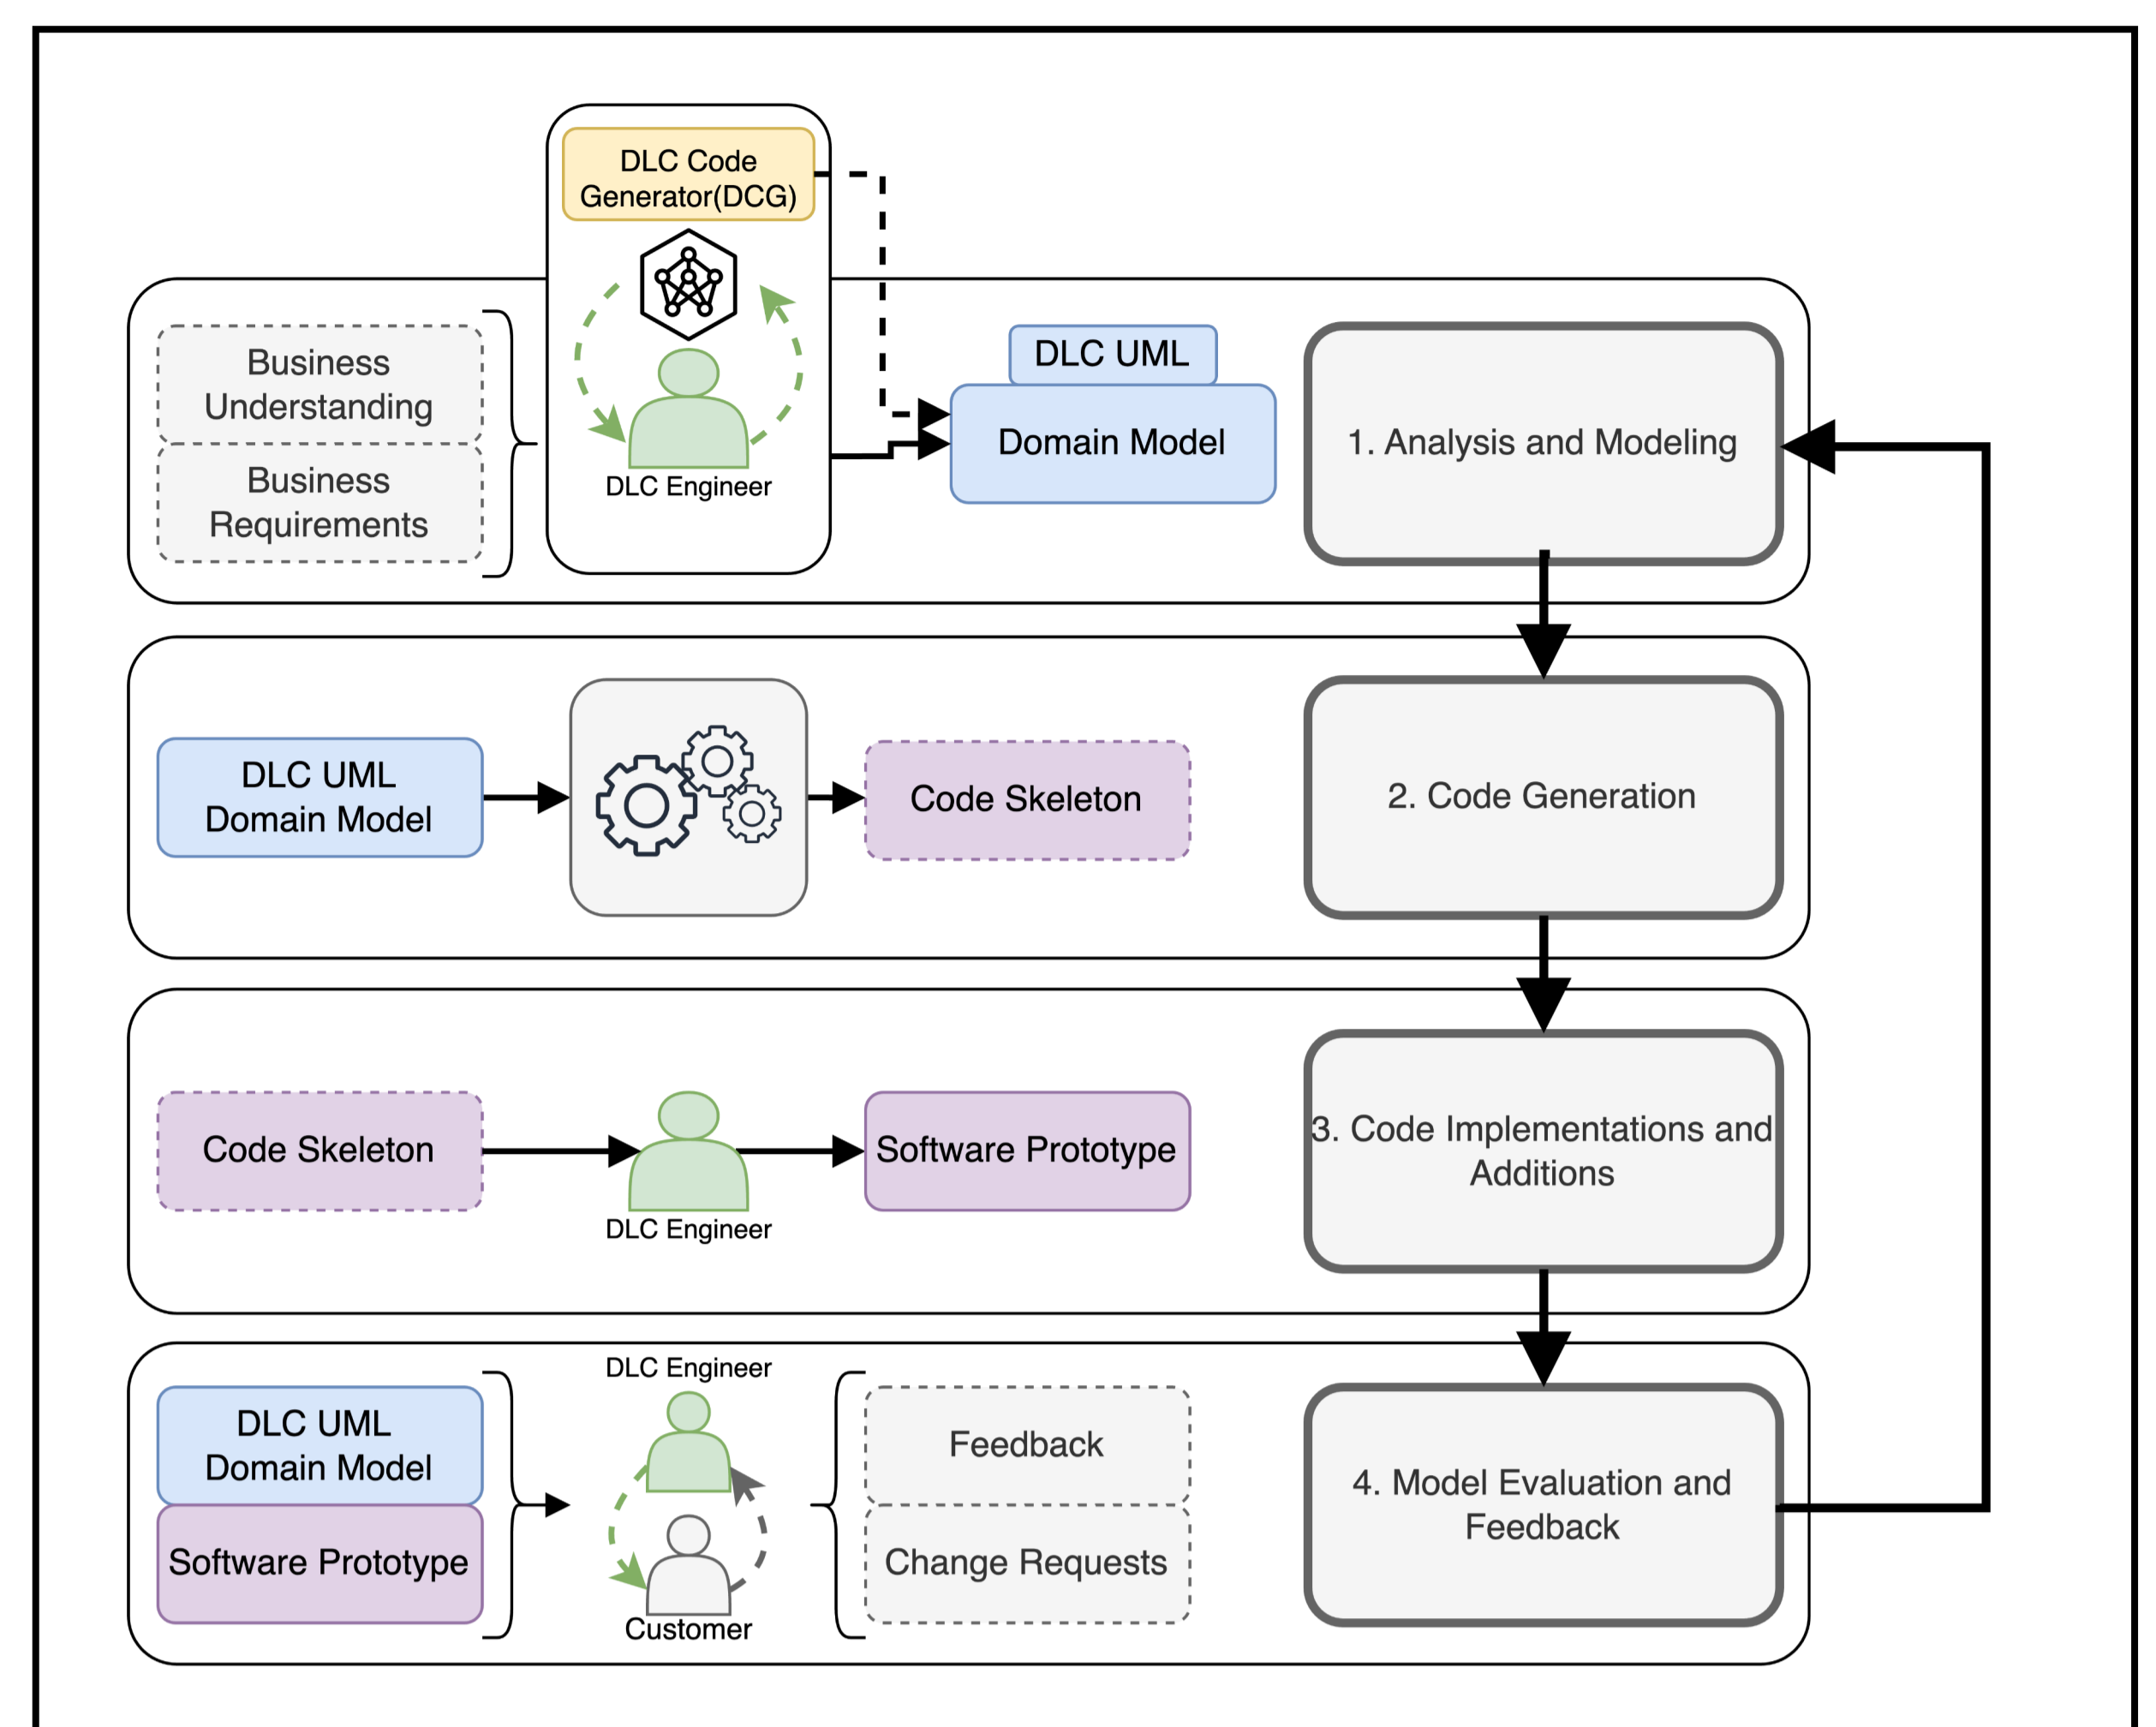 DLC Code
Generator(DCG)
Business
Understanding
Business
Requirements
DLC Engineer
DLC UML
Domain Model
1. Analysis and Modeling
DLC UML
Domain Model
Code Skeleton
2. Code Generation
Code Skeleton
DLC Engineer
Software Prototype
3. Code Implementations and
Additions
DLC UML
Domain Model
Software Prototype
DLC Engineer
Customer
Feedback
Change Requests
4. Model Evaluation and
Feedback